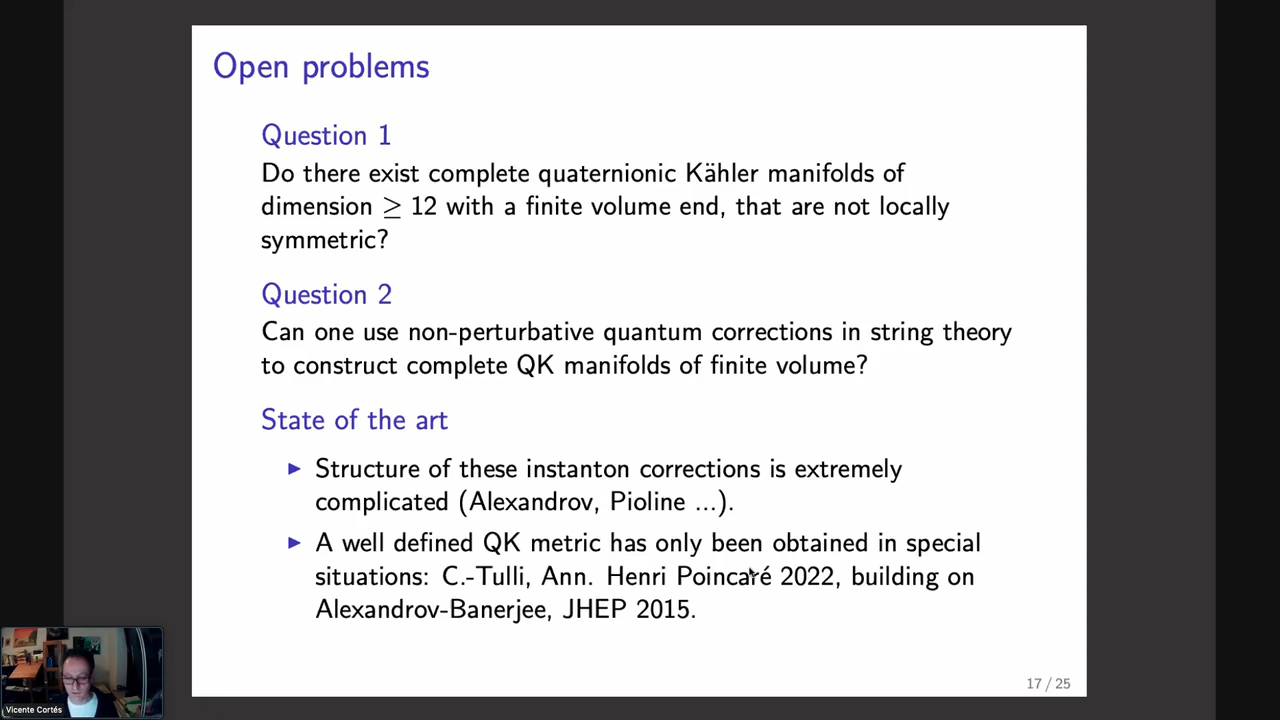 Open problems
Question 1
Do there exist complete quaternionic Kähler manifolds of
dimension ≥ 12 with a finite volume end, that are not locally
symmetric?
Question 2
Can one use non-perturbative quantum corrections in string theory
to construct complete QK manifolds of finite volume?
State of the art
Structure of these instanton corrections is extremely
complicated (Alexandrov, Pioline ...).
A well defined QK metric has only been obtained in special
situations: C.-Tulli, Ann. Henri Poincaré 2022, building on
Alexandrov-Banerjee, JHEP 2015.
17 / 25
Vicente Cortés